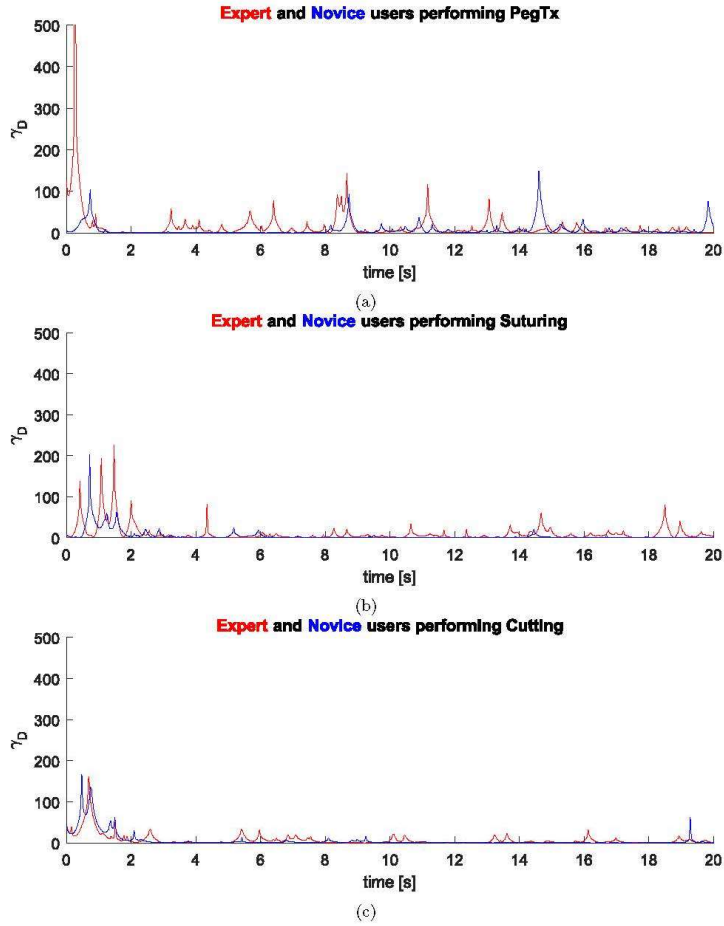 Expert and Novice users performing PegTx
500
400
300
200
100
0
γD
0 2 4 6 8 10 12 14 16 18 20
time [s]
(a)
Expert and Novice users performing Suturing
500
400
300
200
100
0
γD
0 2 4 6 8 10 12 14 16 18 20
time [s]
(b)
Expert and Novice users performing Cutting
500
400
300
200
100
0
γD
0 2 4 6 8 10 12 14 16 18 20
time [s]
(c)